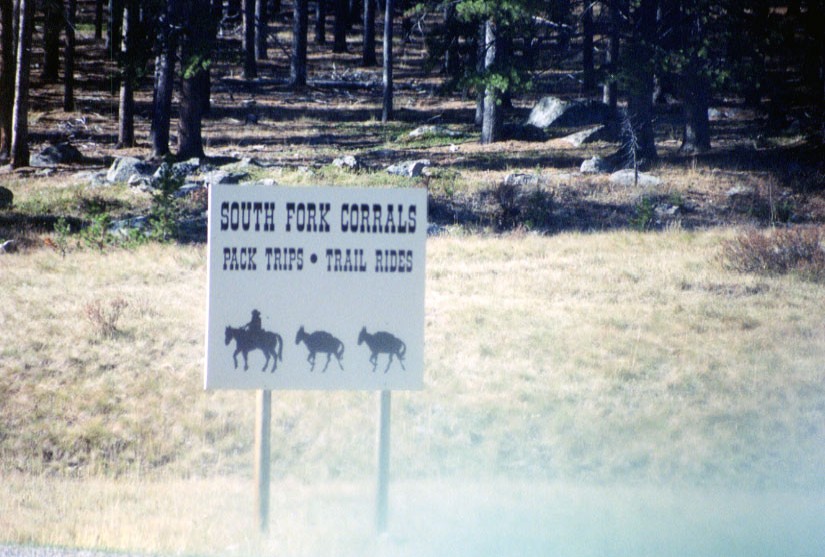 SOUTH FORK CORRALS
PACK TRIPS • TRAIL RIDES